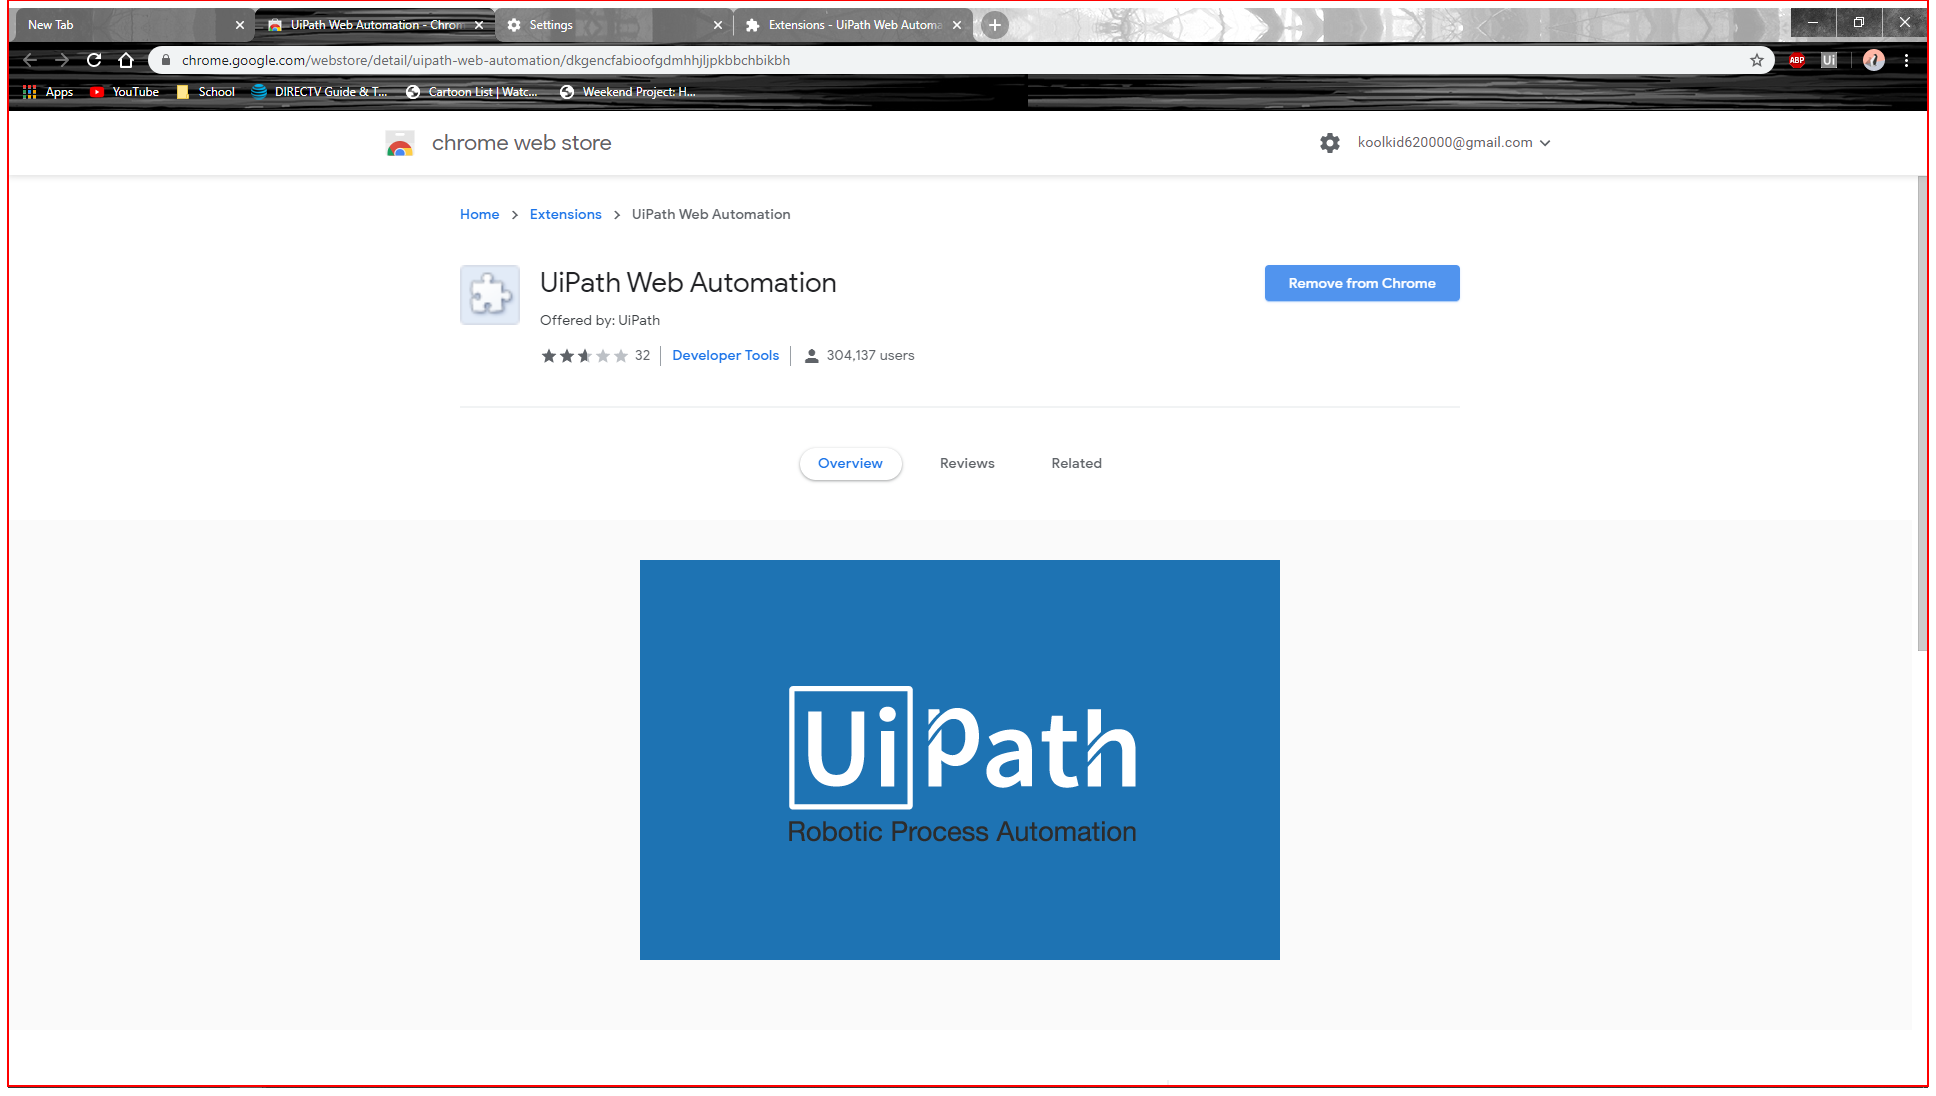 New Tab
UiPath Web Automation - Chrom
Settings
Extensions - UiPath Web Automa
chrome.google.com/webstore/detail/uipath-web-automation/dkgencfabioofgdmhhjljpkbbchbikbh
ABP
Ui
Apps
YouTube
School
DIRECTV Guide & T...
Cartoon List | Watc...
Weekend Project: H...
chrome web store
koolkid620000@gmail.com
Home
Extensions
UiPath Web Automation
UiPath Web Automation
Remove from Chrome
Offered by: UiPath
32
Developer Tools
304,137 users
Overview
Reviews
Related
UiPath
Robotic Process Automation